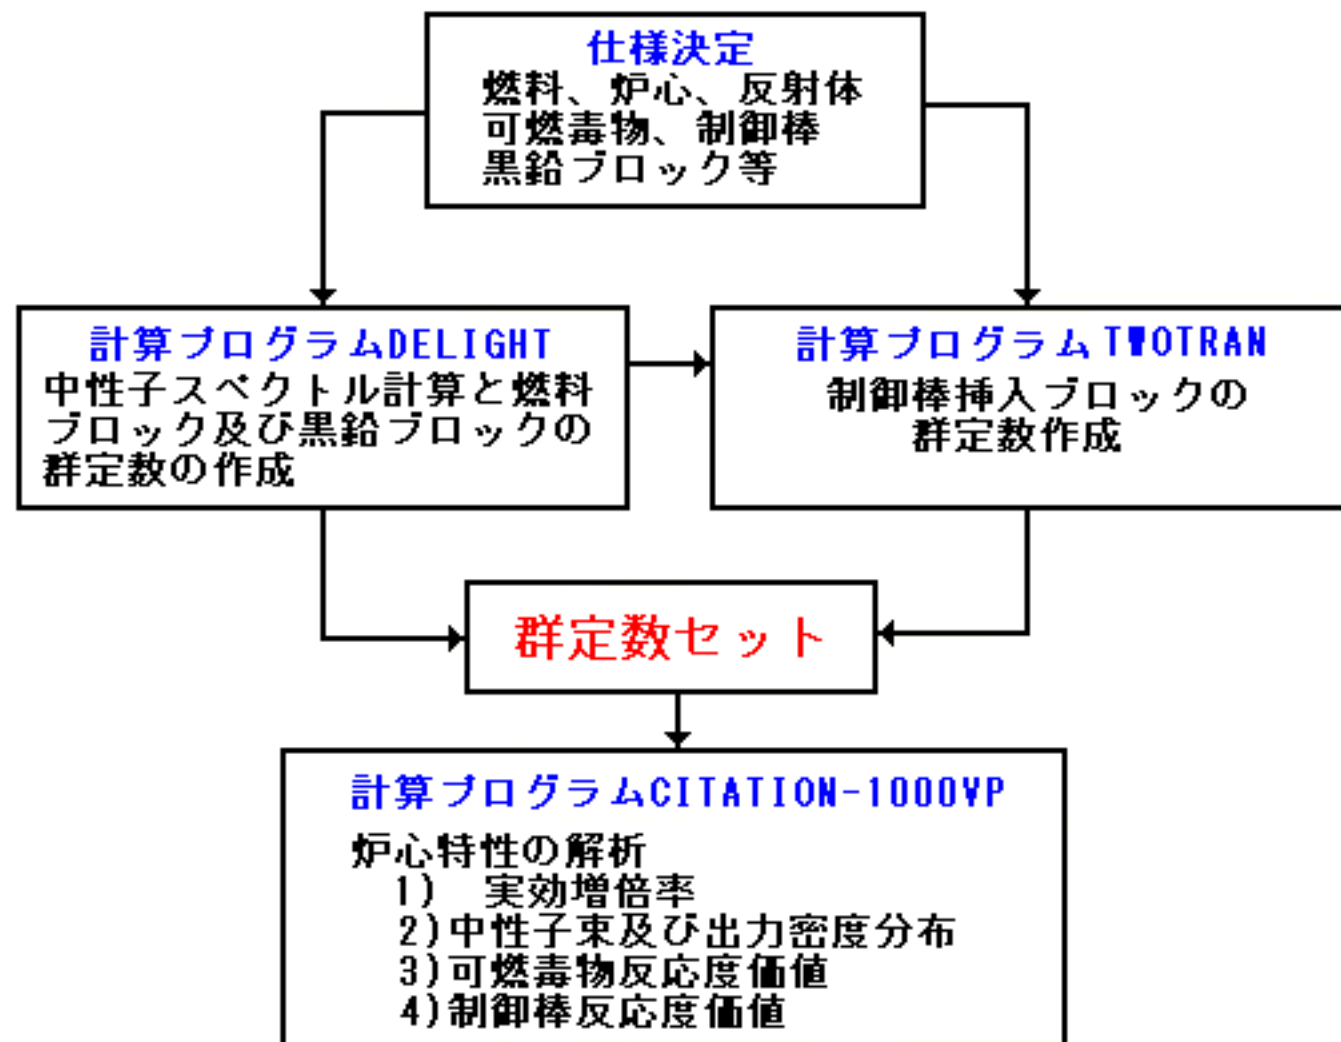 仕様決定
燃料、炉心、反射体
可燃毒物、制御棒
黒鉛ブロック等
計算プログラムDELIGHT
中性子スペクトル計算と燃料
ブロック及び黒鉛ブロックの
群定数の作成
計算プログラムTWOTRAN
制御棒挿入ブロックの
群定数作成
群定数セット
計算プログラムCITATION-1000VP
炉心特性の解析
1) 実効増倍率
2)中性子束及び出力密度分布
3)可燃毒物反応度価値
4)制御棒反応度価値